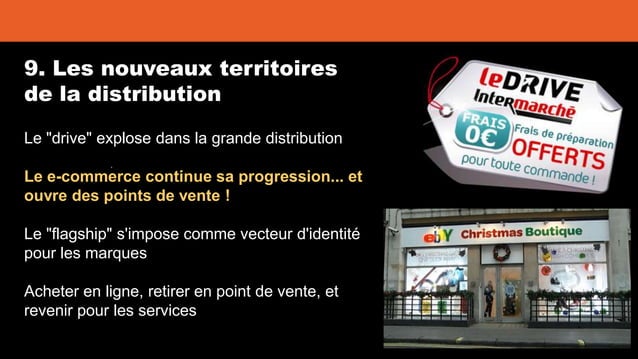 9. Les nouveaux territoires
de la distribution
Le "drive" explose dans la grande distribution
Le e-commerce continue sa progression... et
ouvre des points de vente !
Le "flagship" s'impose comme vecteur d'identité
pour les marques
Acheter en ligne, retirer en point de vente, et
revenir pour les services
le DRIVE
InterMarchē
FRAIS
0€
Frais de préparation
OFFERTS
pour toute commande !
ebY Christmas Boutique